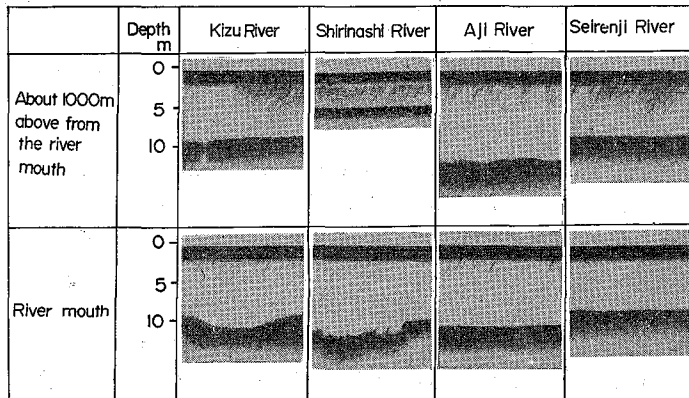 Depth
m
Kizu River
Shirinashi River
Aji River
Seirenji River
About 1000m
above from
the river
mouth
0
5
10
River mouth
0
5
10